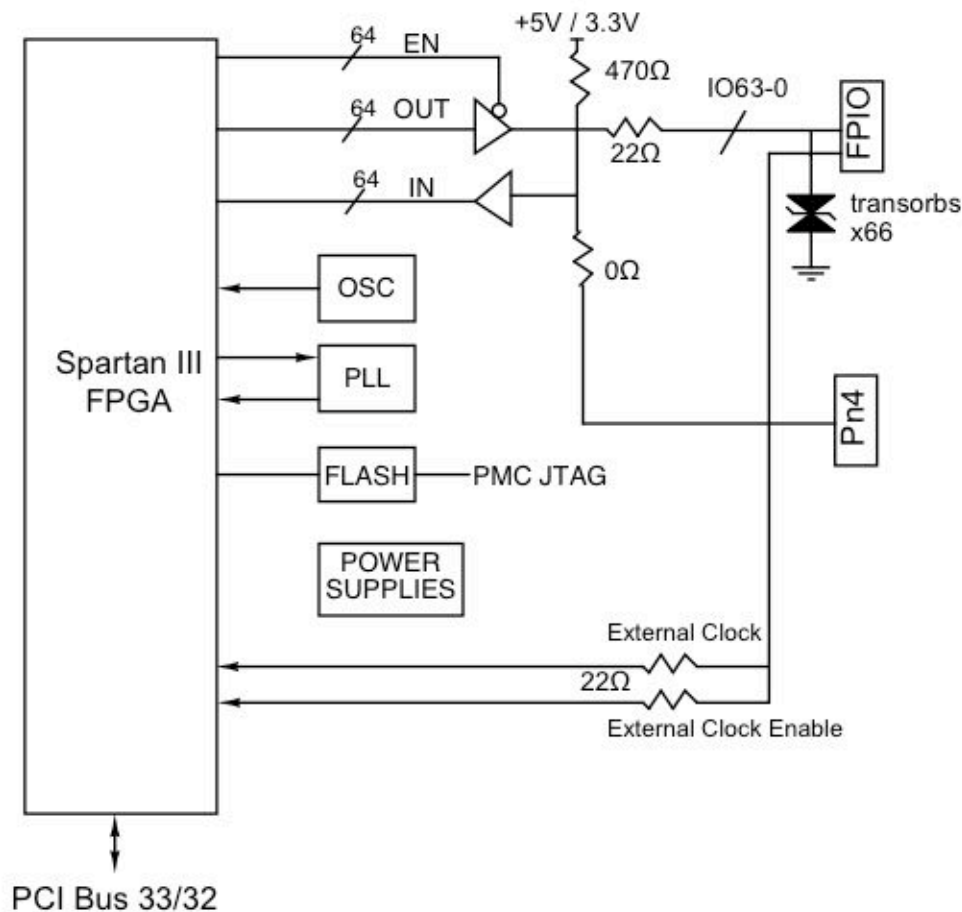 +5V / 3.3V
64 EN
470Ω
IO63-0
64 OUT
22Ω
FPIO
64 IN
transorbs
x66
0Ω
OSC
Spartan III
FPGA
PLL
Pn4
FLASH
PMC JTAG
POWER
SUPPLIES
External Clock
22Ω
External Clock Enable
PCI Bus 33/32